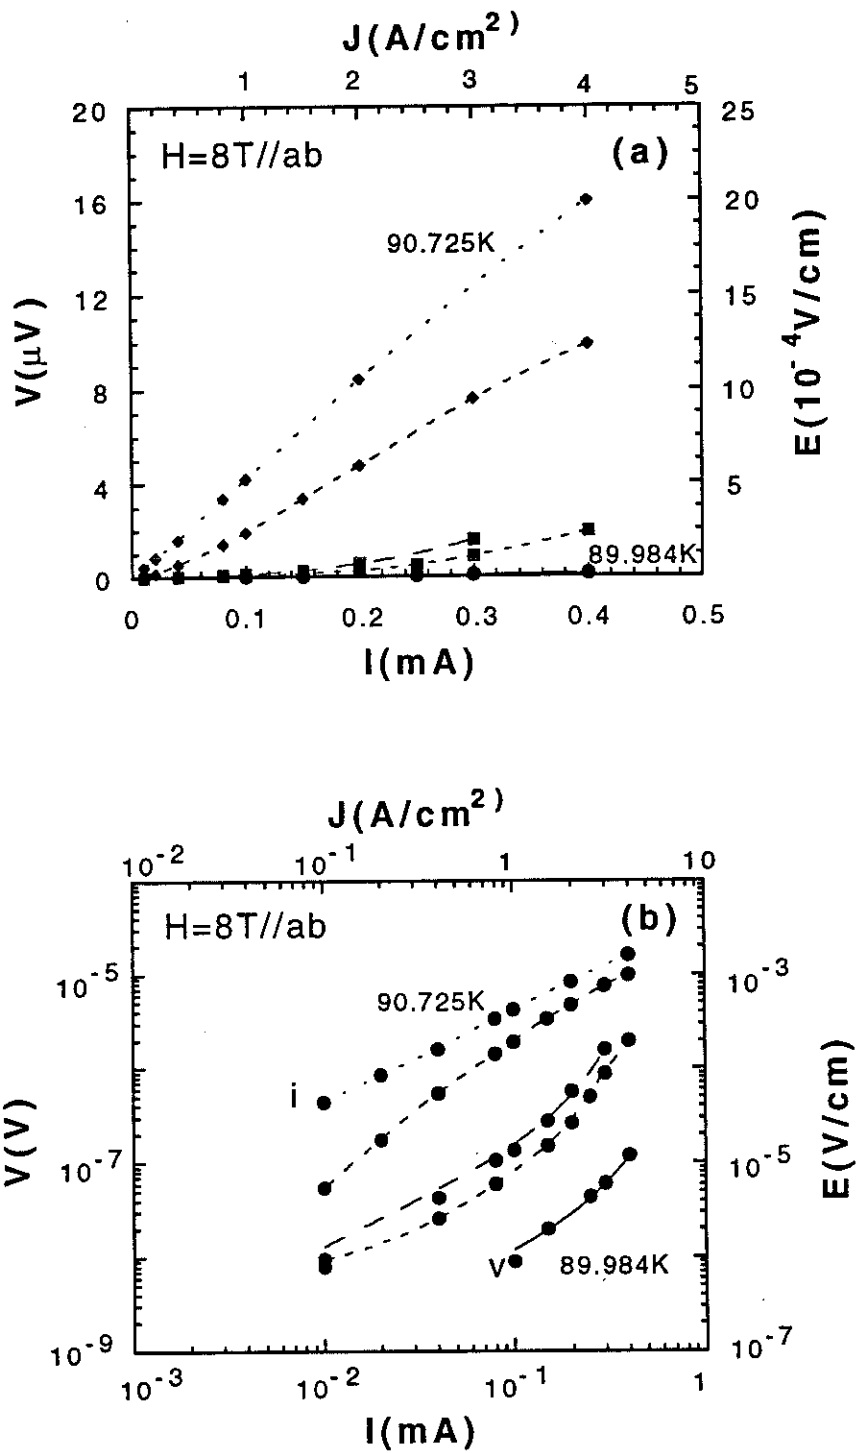 J(A/cm²)
1 2 3 4 5
20 25
H=8T//ab (a)
16 20
90.725K
12 15
V(μV) E(10⁻⁴V/cm)
8 10
4 5
89.984K
0
0 0.1 0.2 0.3 0.4 0.5
I(mA)
J(A/cm²)
10⁻² 10⁻¹ 1 10
H=8T//ab (b)
10⁻⁵ 10⁻³
90.725K
i
V(V) E(V/cm)
10⁻⁷ 10⁻⁵
v 89.984K
10⁻⁹ 10⁻⁷
10⁻³ 10⁻² 10⁻¹ 1
I(mA)